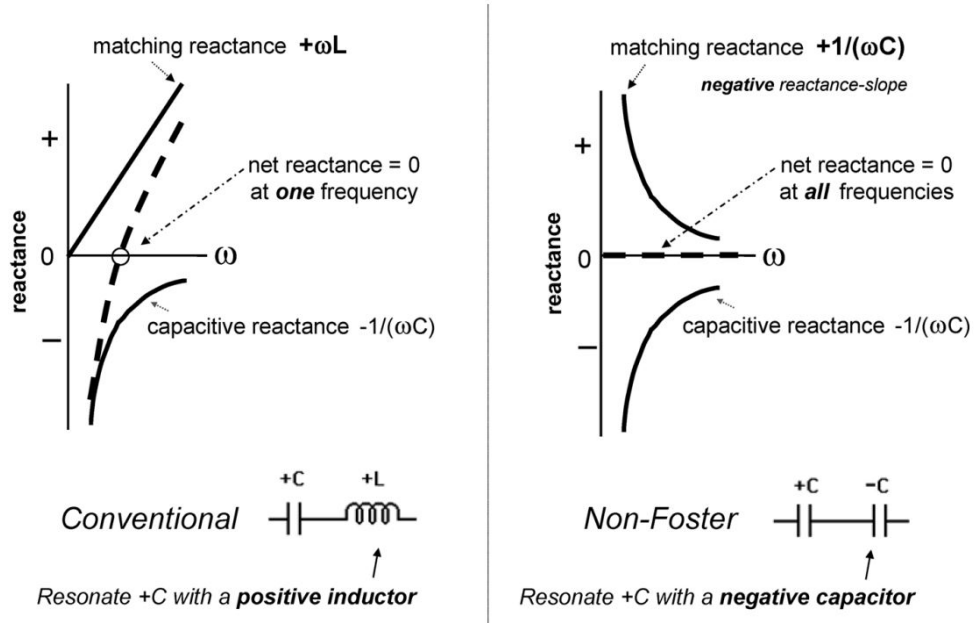 matching reactance +ωL
+
net reactance = 0
at one frequency
reactance
0
ω
capacitive reactance -1/(ωC)
−
+C
+L
Conventional
Resonate +C with a positive inductor
matching reactance +1/(ωC)
negative reactance-slope
+
net reactance = 0
at all frequencies
reactance
0
ω
capacitive reactance -1/(ωC)
−
+C
−C
Non-Foster
Resonate +C with a negative capacitor